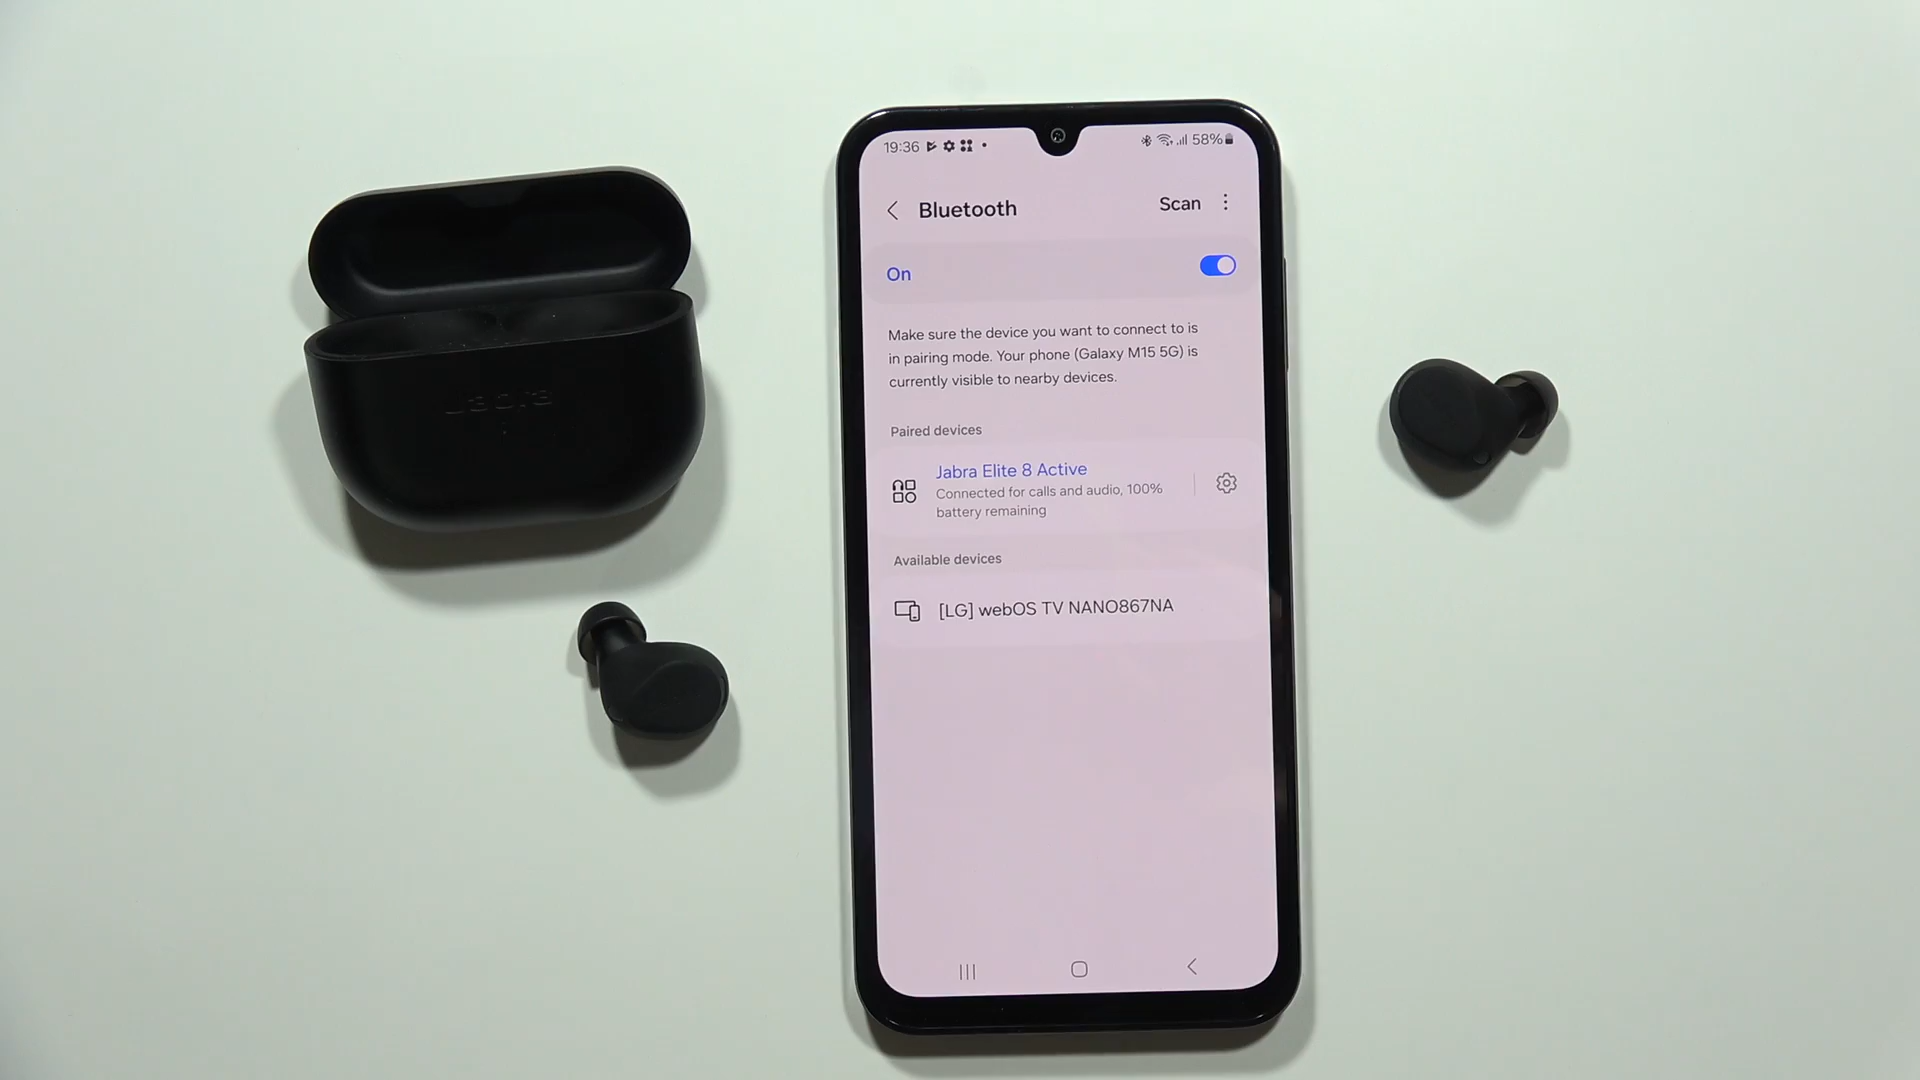 Jabra
19:36
58%
Bluetooth
Scan
On
Make sure the device you want to connect to is
in pairing mode. Your phone (Galaxy M15 5G) is
currently visible to nearby devices.
Paired devices
Jabra Elite 8 Active
Connected for calls and audio, 100%
battery remaining
Available devices
[LG] webOS TV NANO867NA